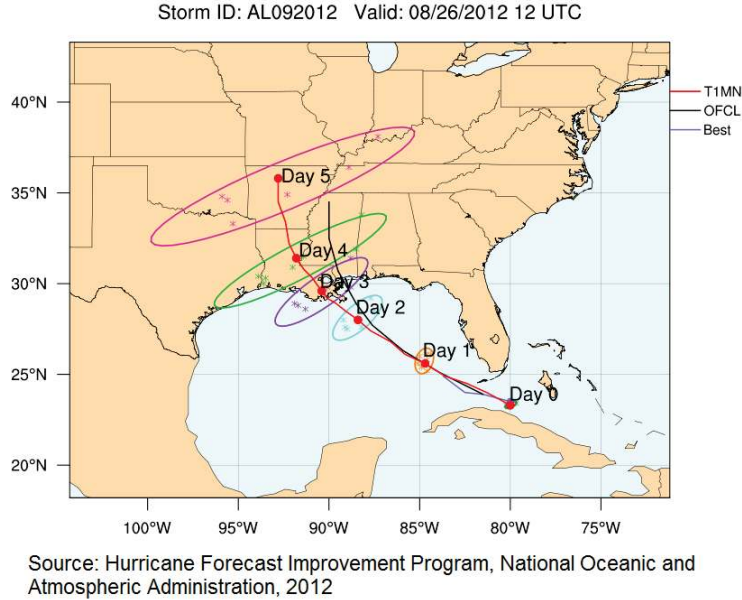 Storm ID: AL092012   Valid: 08/26/2012 12 UTC
T1MN
OFCL
Best
40°N
35°N
30°N
25°N
20°N
Day 5
Day 4
Day 3
Day 2
Day 1
Day 0
100°W
95°W
90°W
85°W
80°W
75°W
Source: Hurricane Forecast Improvement Program, National Oceanic and
Atmospheric Administration, 2012